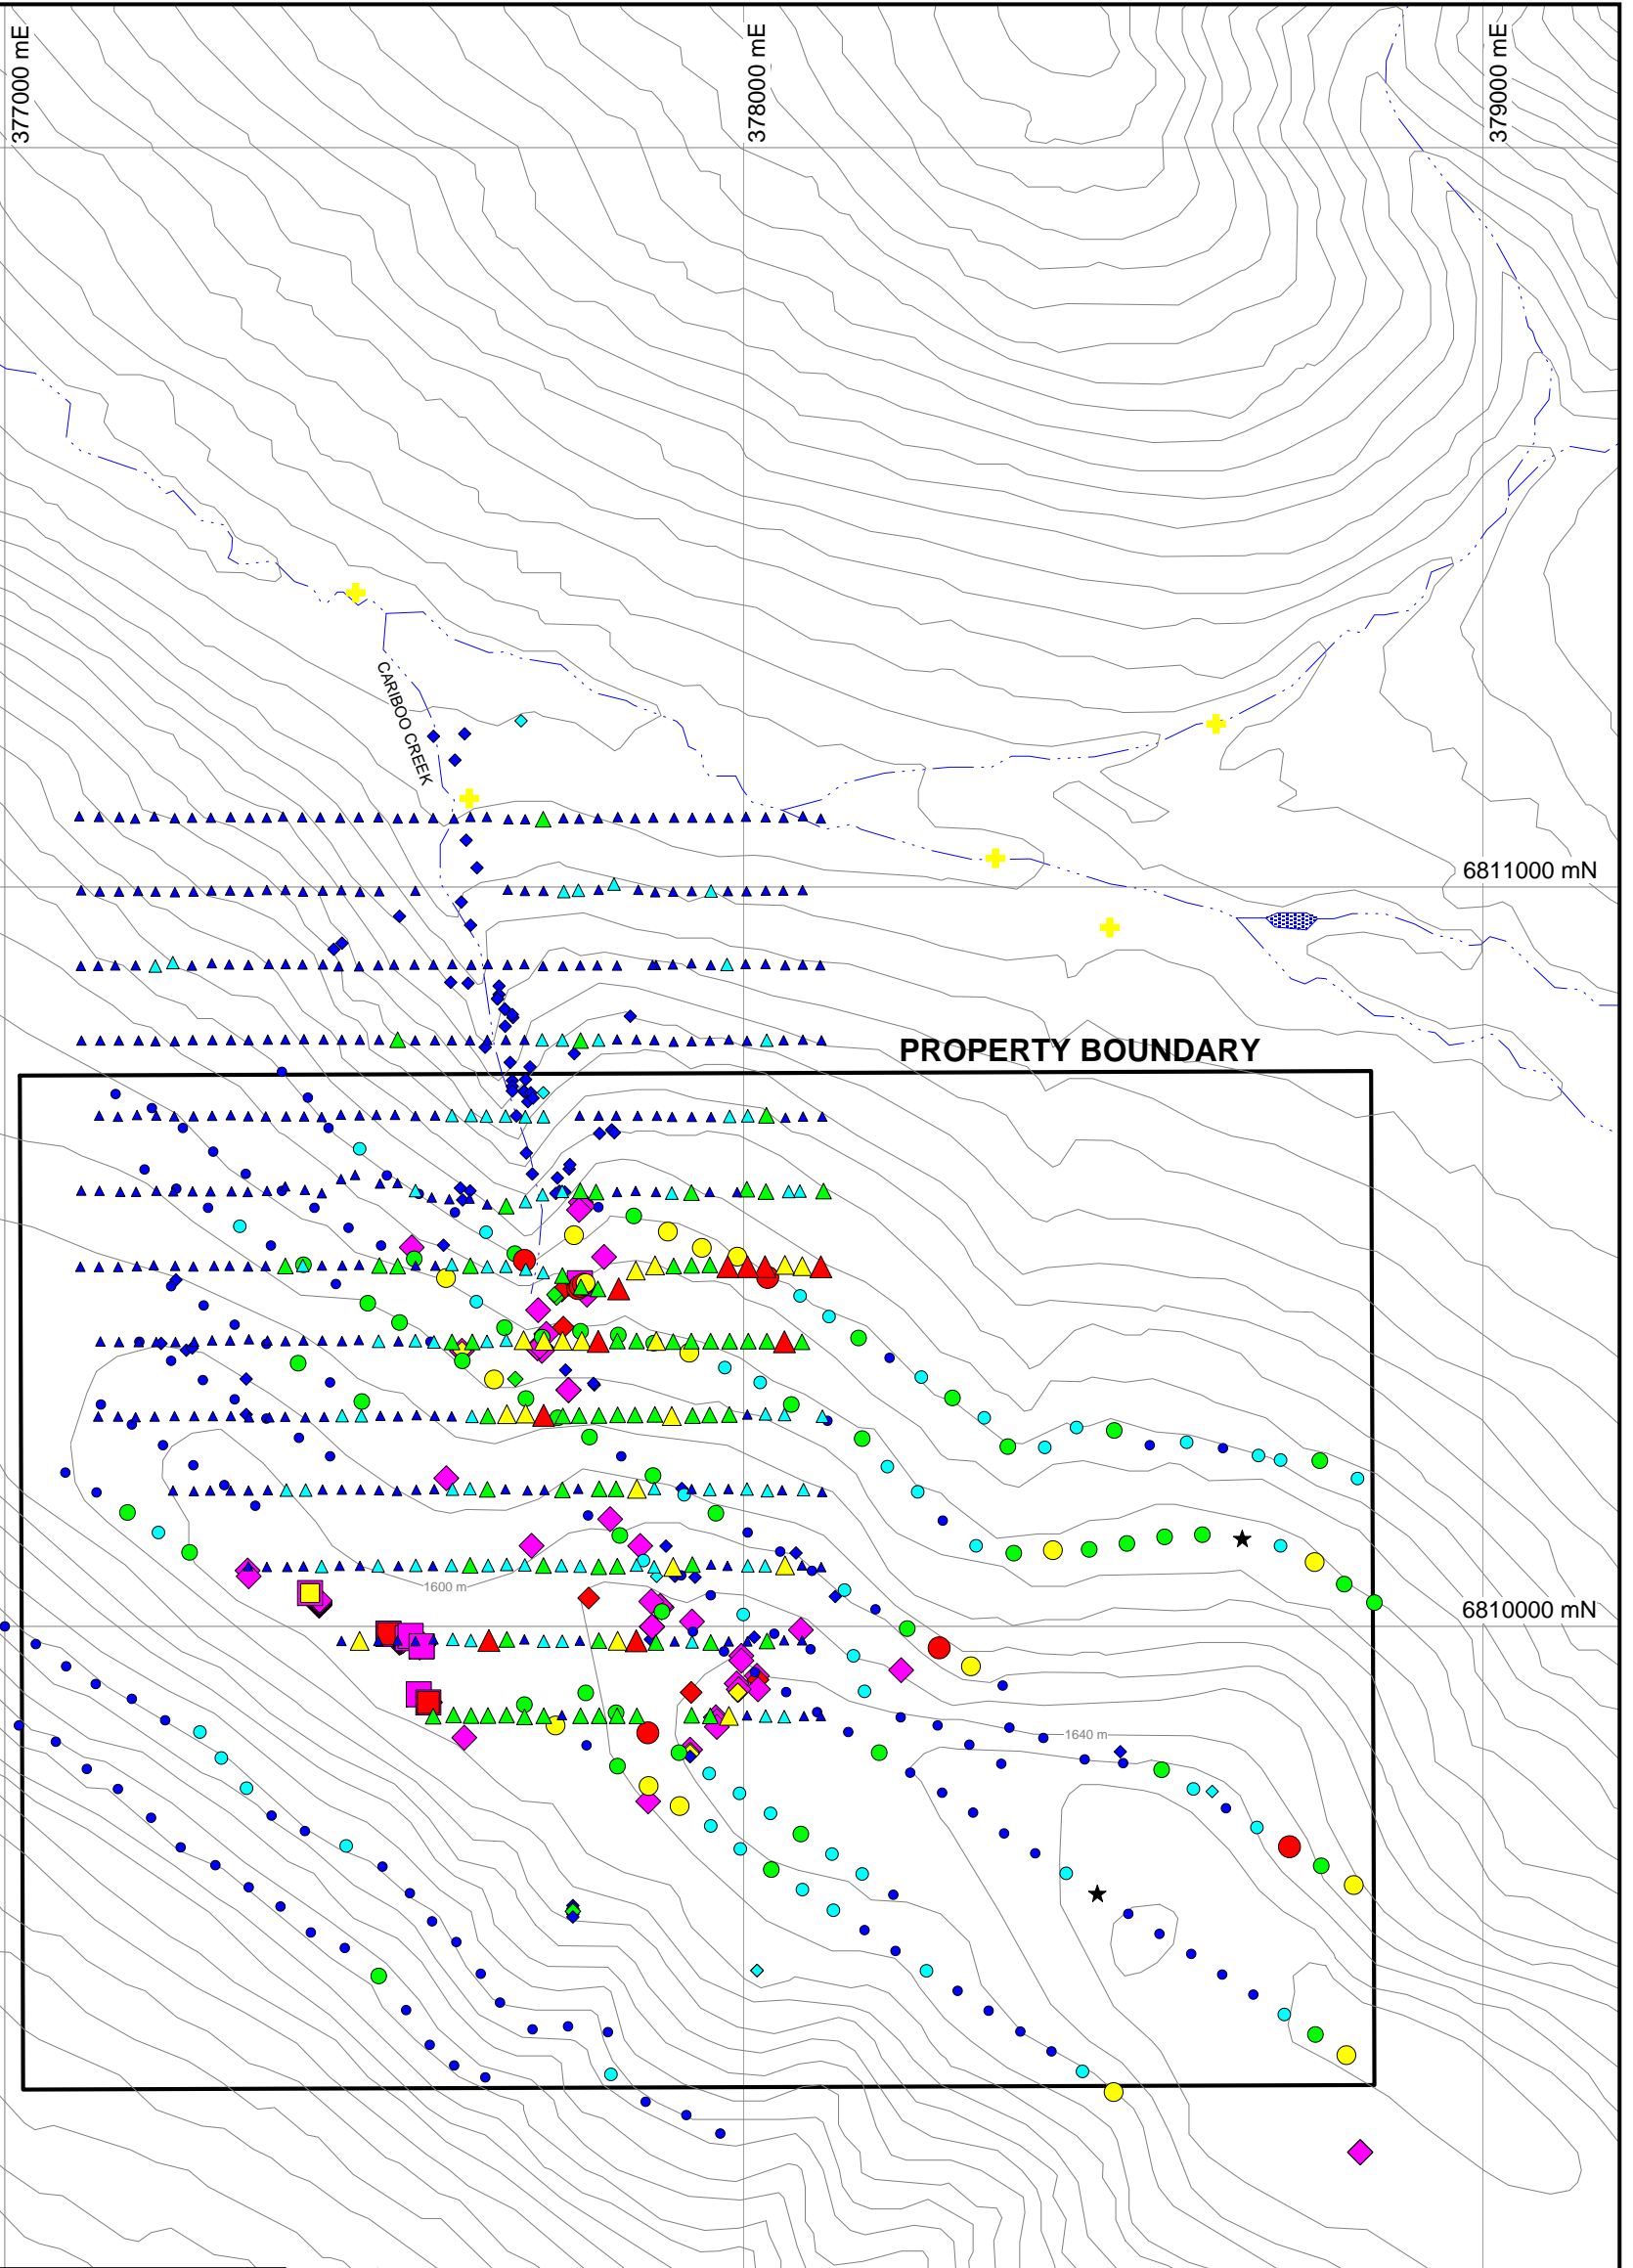 377000 mE
378000 mE
379000 mE
CARIBOO CREEK
6811000 mN
PROPERTY BOUNDARY
1600 m
6810000 mN
1640 m